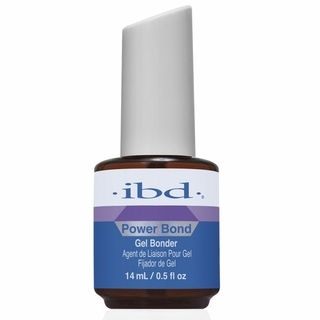 ·ibd·
Power Bond
Gel Bonder
Agent de Liaison Pour Gel
Fijador de Gel
14 mL / 0.5 fl oz